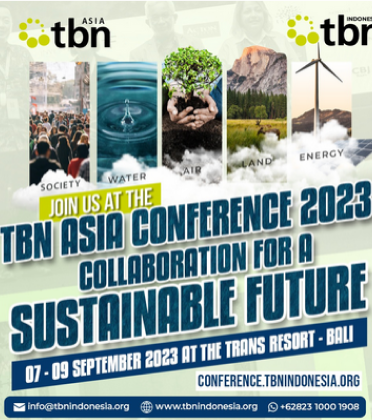 ASIA
tbn
INDONES
tbn
SOCIETY
WATER
AIR
LAND
ENERGY
JOIN US AT THE
TBN ASIA CONFERENCE 2023
COLLABORATION FOR A
SUSTAINABLE FUTURE
07 - 09 SEPTEMBER 2023 AT THE TRANS RESORT - BALI
CONFERENCE.TBNINDONESIA.ORG
info@tbnindonesia.org www.tbnindonesia.org +62823 1000 1908